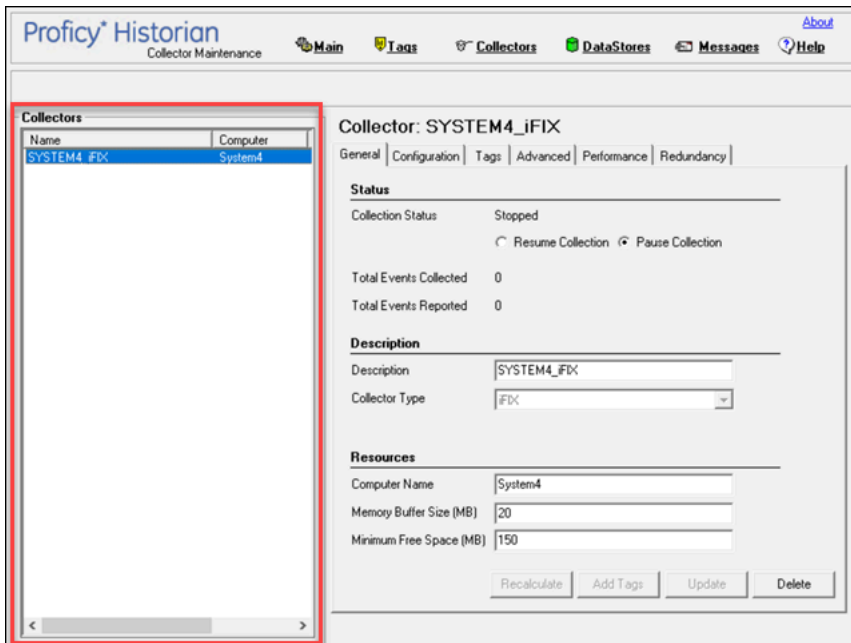 Proficy* Historian
Collector Maintenance
Main Tags Collectors DataStores Messages About Help
Collectors
Name Computer
SYSTEM4_iFIX System4
Collector: SYSTEM4_iFIX
General Configuration Tags Advanced Performance Redundancy
Status
Collection Status Stopped
Resume Collection Pause Collection
Total Events Collected 0
Total Events Reported 0
Description
Description SYSTEM4_iFIX
Collector Type iFIX
Resources
Computer Name System4
Memory Buffer Size (MB) 20
Minimum Free Space (MB) 150
Recalculate Add Tags Update Delete